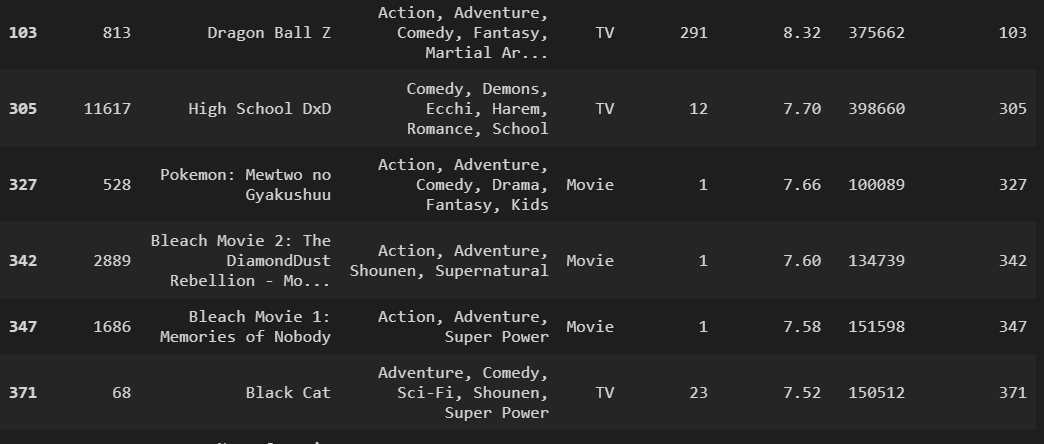 Action, Adventure,
103 813 Dragon Ball Z Comedy, Fantasy, TV 291 8.32 375662 103
Martial Ar...
Comedy, Demons,
305 11617 High School DxD Ecchi, Harem, TV 12 7.70 398660 305
Romance, School
Action, Adventure,
327 528 Pokemon: Mewtwo no Gyakushuu Comedy, Drama, Movie 1 7.66 100089 327
Fantasy, Kids
Bleach Movie 2: The
342 2889 DiamondDust Action, Adventure, Movie 1 7.60 134739 342
Rebellion - Mo... Shounen, Supernatural
347 1686 Bleach Movie 1: Action, Adventure, Movie 1 7.58 151598 347
Memories of Nobody Super Power
Adventure, Comedy,
371 68 Black Cat Sci-Fi, Shounen, TV 23 7.52 150512 371
Super Power